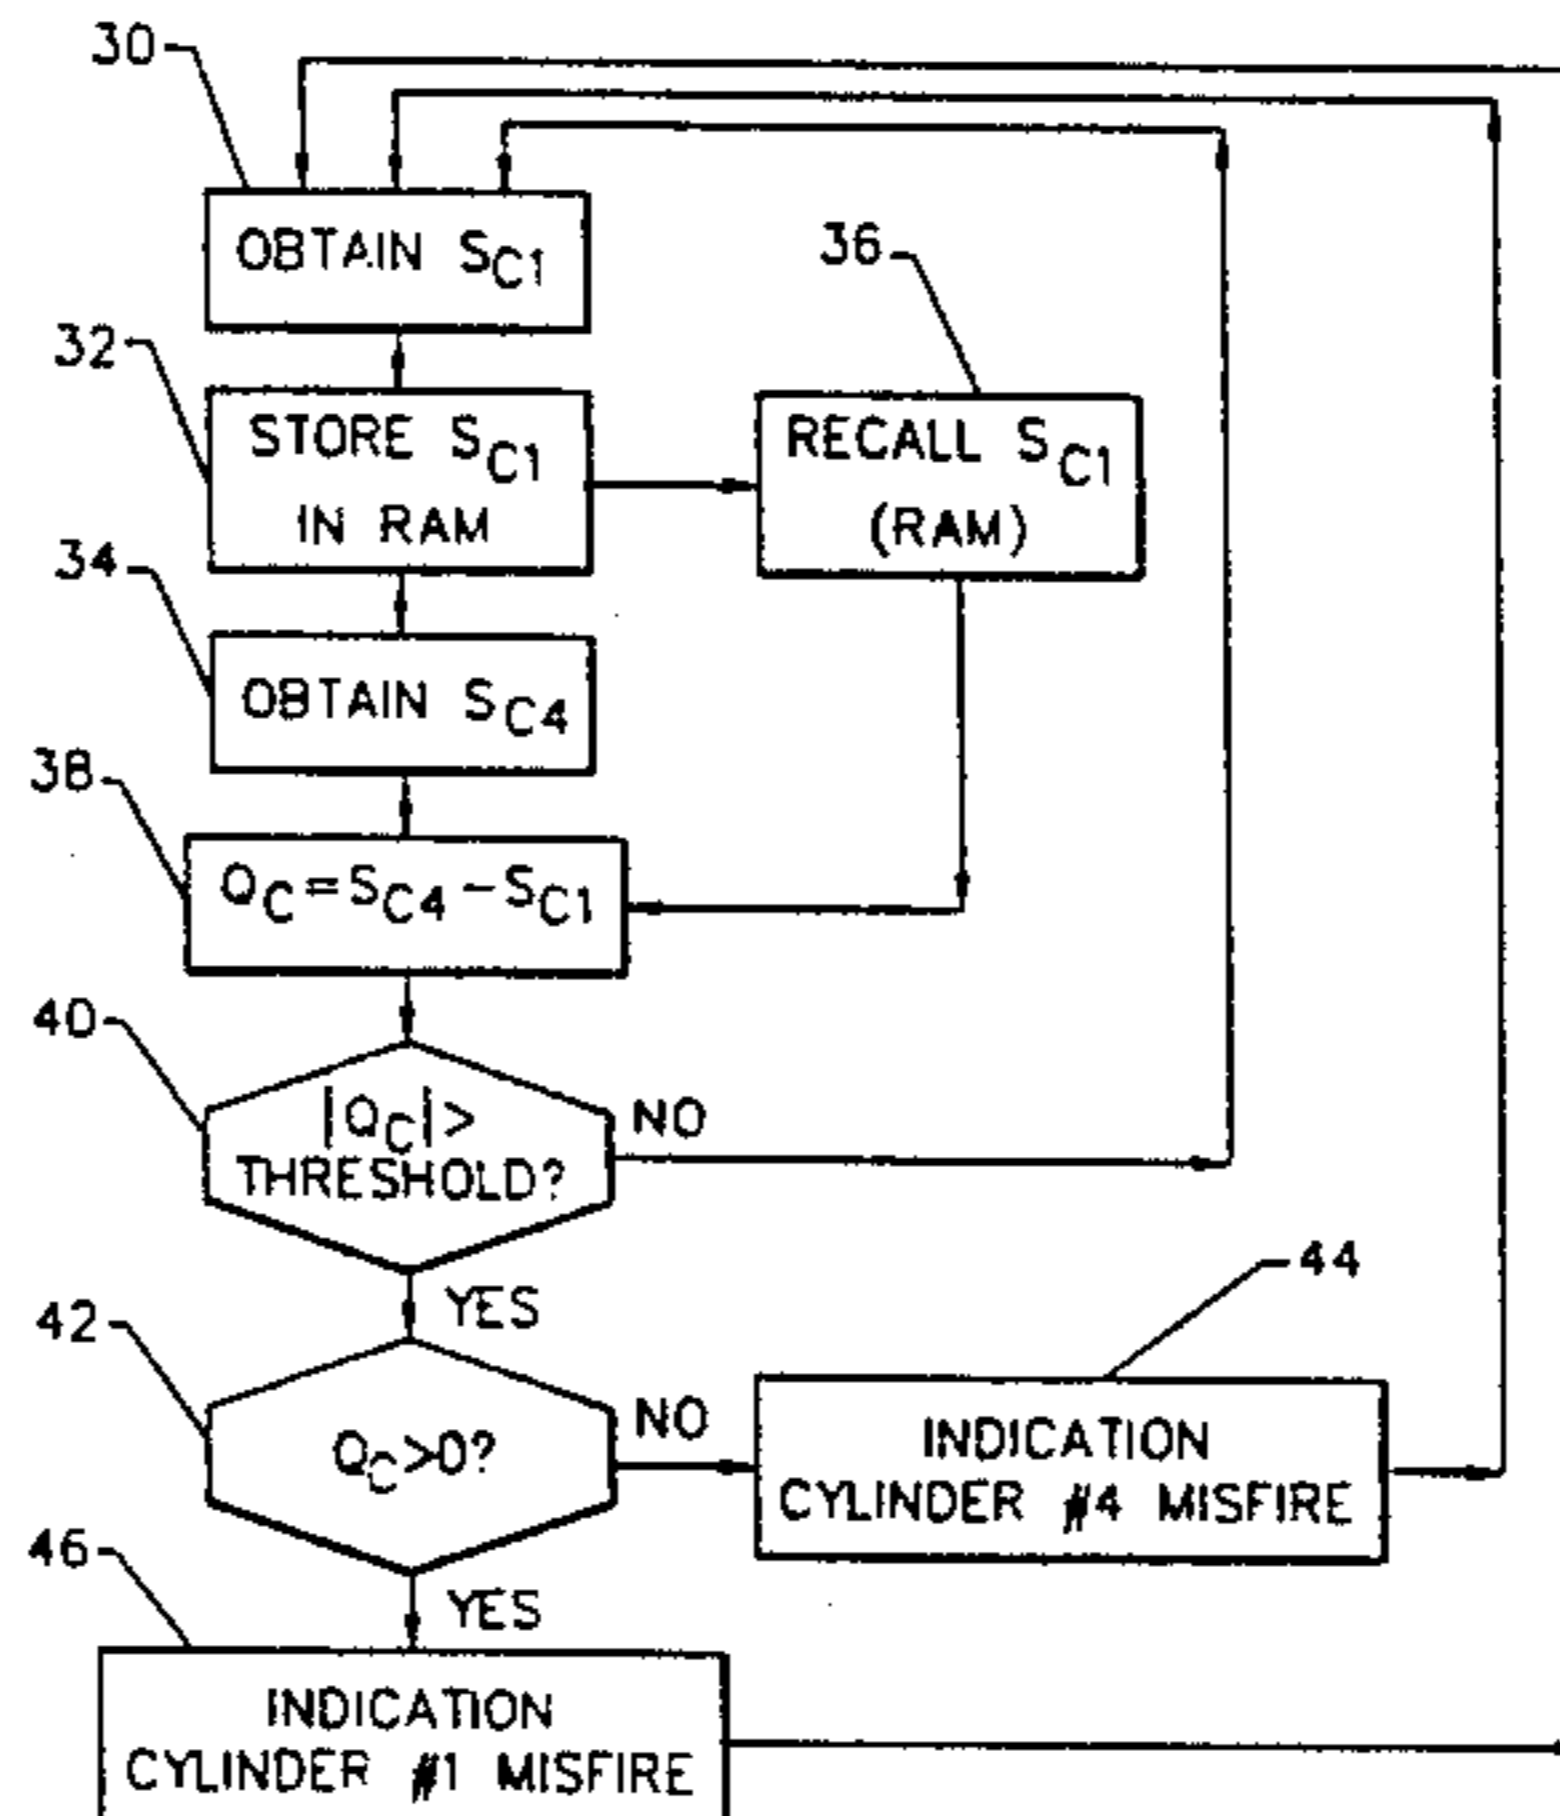 30
OBTAIN S_C1
36
32
STORE S_C1
IN RAM
RECALL S_C1
(RAM)
34
OBTAIN S_C4
38
Q_C=S_C4-S_C1
40
|Q_C|>
THRESHOLD?
NO
YES
44
42
Q_C>0?
NO
INDICATION
CYLINDER #4 MISFIRE
46
YES
INDICATION
CYLINDER #1 MISFIRE